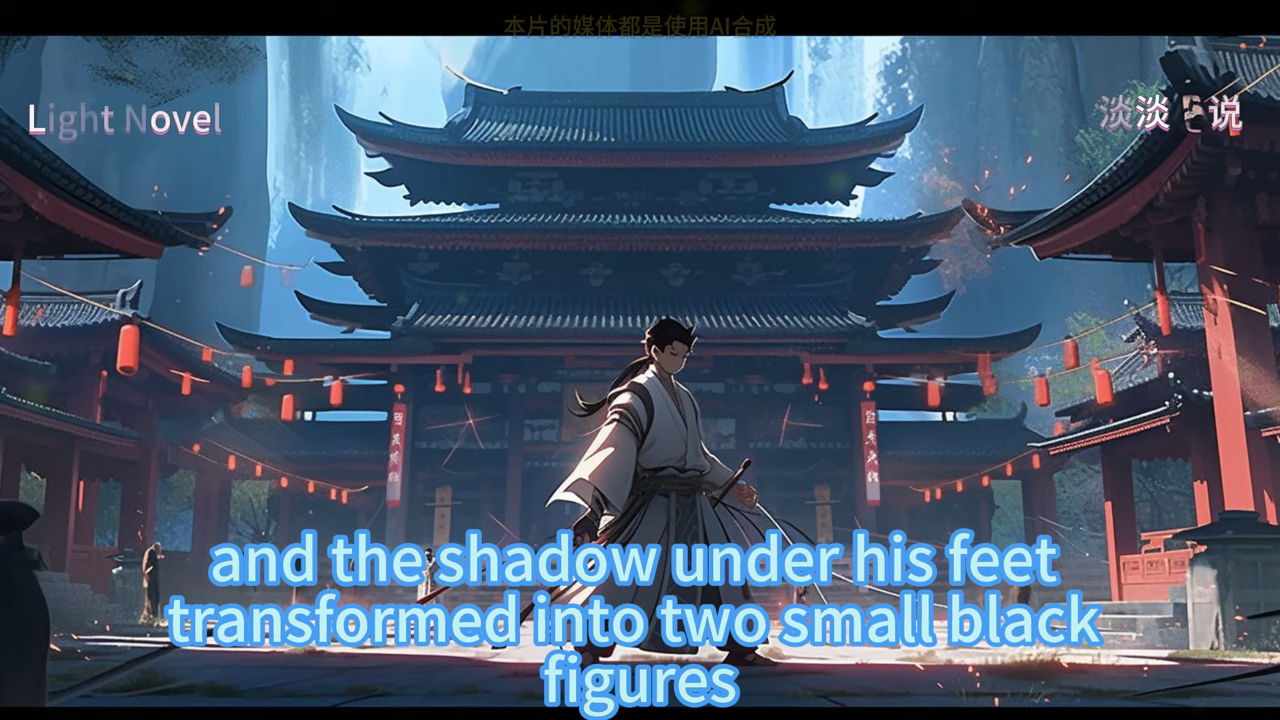 本片的媒体都是使用AI合成
Light Novel
淡淡 说
and the shadow under his feet
transformed into two small black
figures